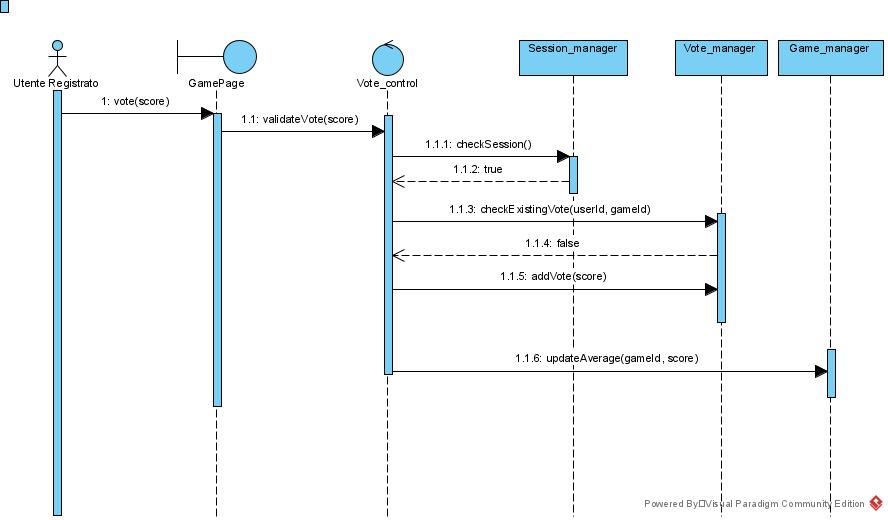 Session_manager
Vote_manager
Game_manager
Utente Registrato
GamePage
Vote_control
1: vote(score)
1.1: validateVote(score)
1.1.1: checkSession()
1.1.2: true
1.1.3: checkExistingVote(userId, gameId)
1.1.4: false
1.1.5: addVote(score)
1.1.6: updateAverage(gameId, score)
Powered By Visual Paradigm Community Edition